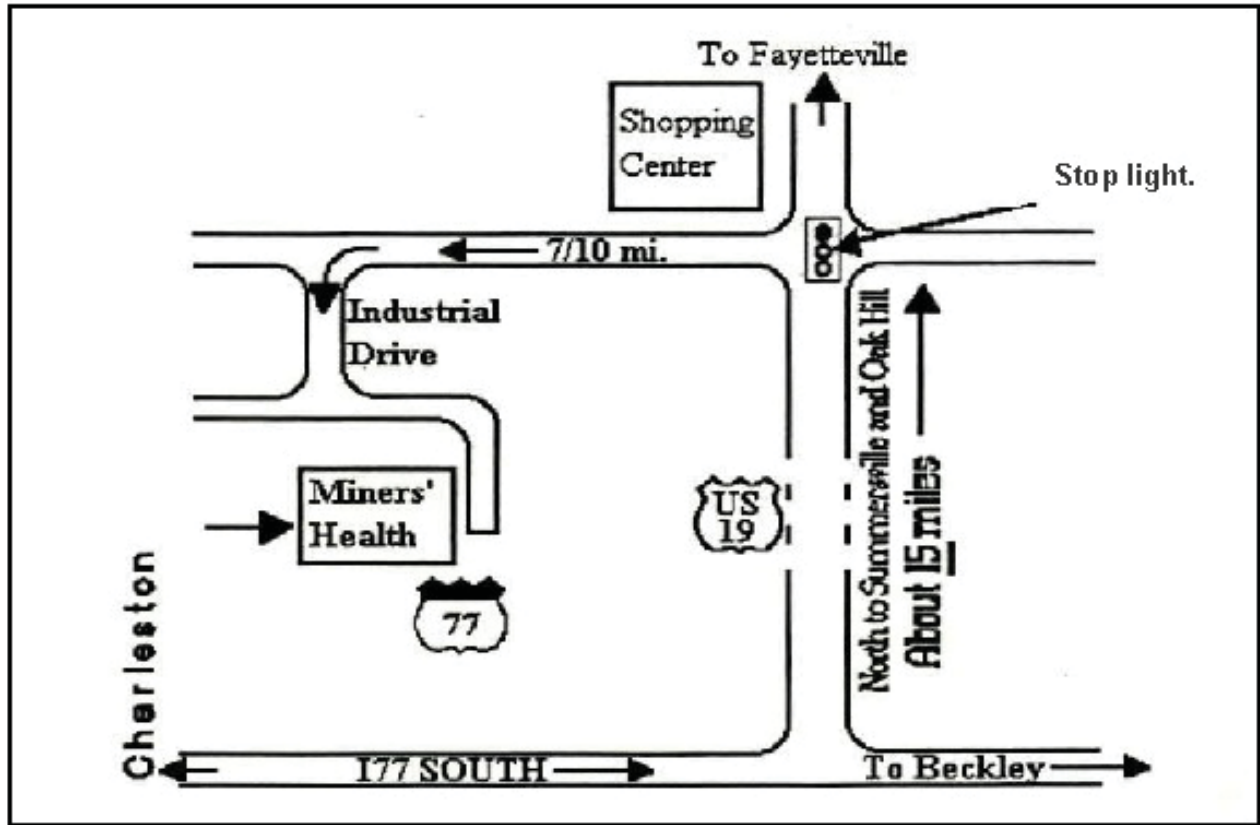 To Fayetteville
Shopping
Center
Stop light.
7/10 mi.
Industrial
Drive
North to Summersville and Oak Hill
About 15 miles
US
19
Miners'
Health
77
Charleston
I77 SOUTH
To Beckley